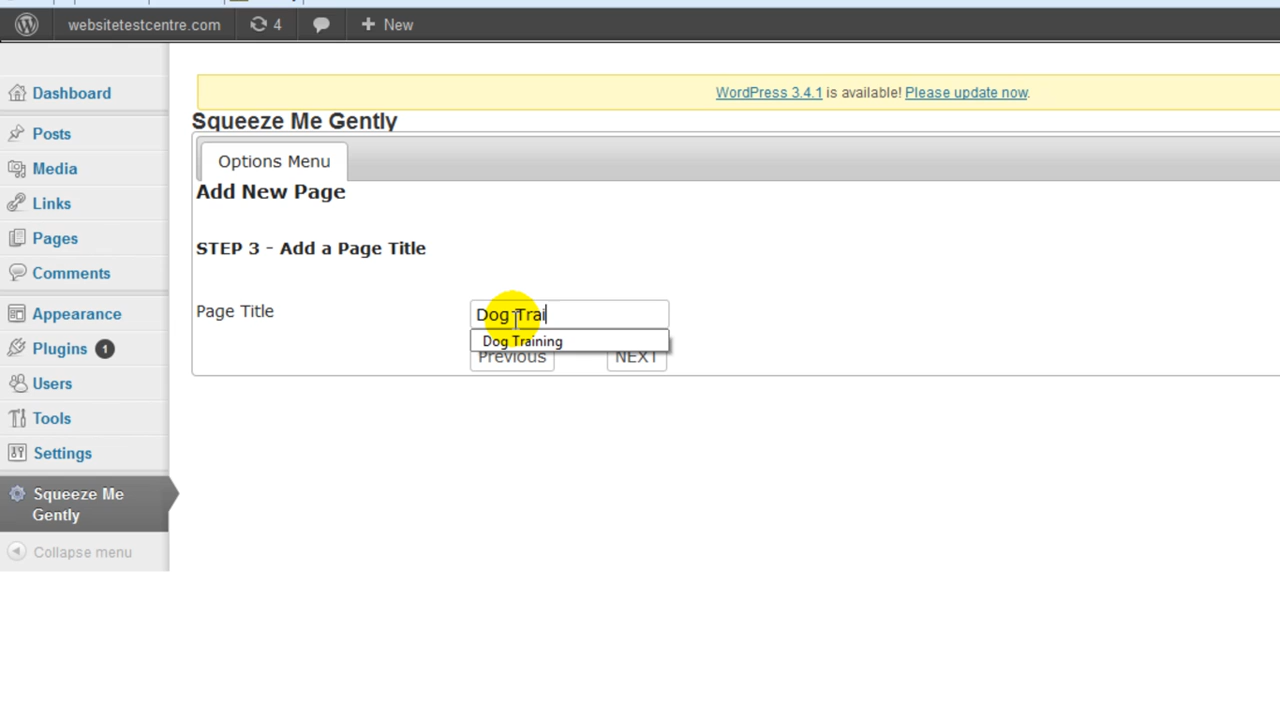 websitetestcentre.com 4 New
Dashboard
Posts
Media
Links
Pages
Comments
Appearance
Plugins 1
Users
Tools
Settings
Squeeze Me
Gently
Collapse menu
WordPress 3.4.1 is available! Please update now.
Squeeze Me Gently
Options Menu
Add New Page
STEP 3 - Add a Page Title
Page Title Dog Trai
Dog Training
Previous NEXT